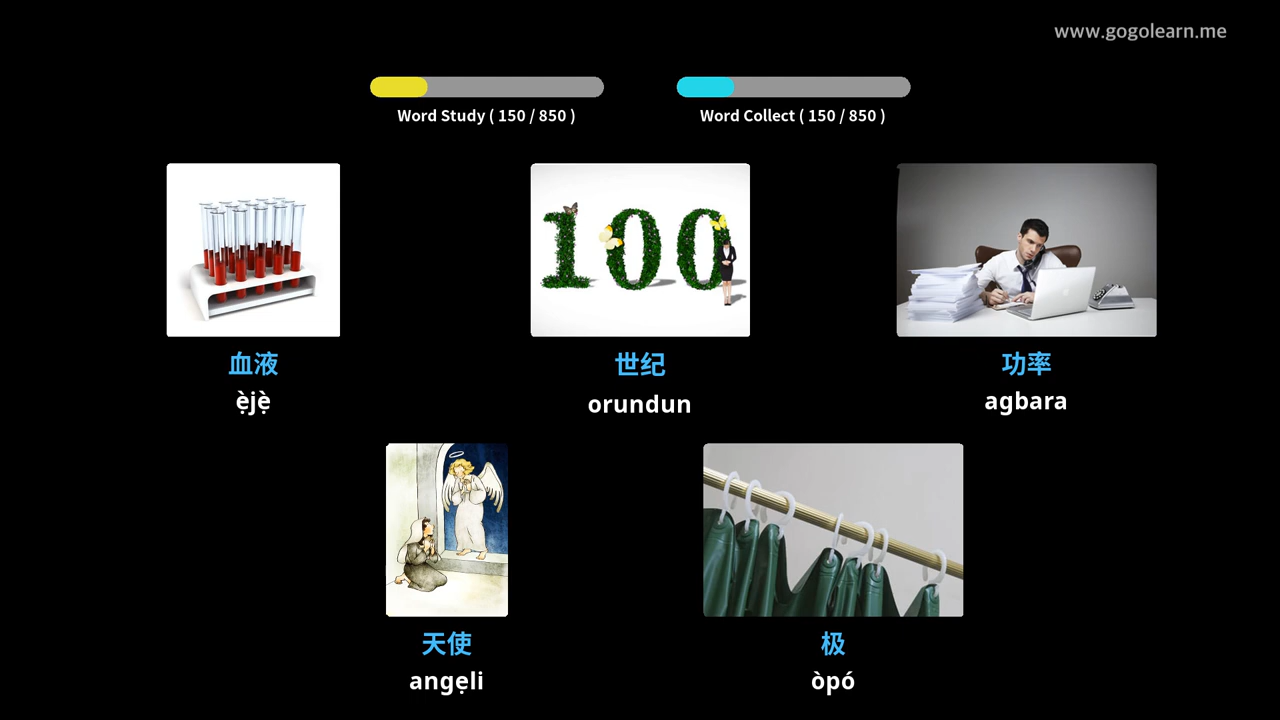 www.gogolearn.me
Word Study ( 150 / 850 )
Word Collect ( 150 / 850 )
100
血液
ẹ̀jẹ̀
世纪
orundun
功率
agbara
天使
angẹli
极
òpó